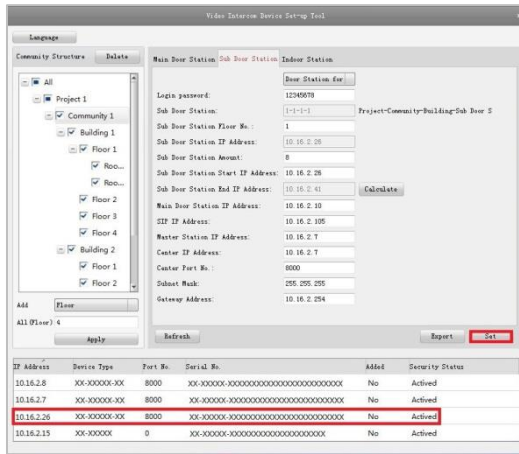 Video Intercom Device Set-up Tool
Language
Community Structure Delete
All
Project 1
Community 1
Building 1
Floor 1
Roo...
Roo...
Floor 2
Floor 3
Floor 4
Building 2
Floor 1
Floor 2
Add Floor
All (Floor) 4
Apply
Main Door Station Sub Door Station Indoor Station
Door Station for
Login password: 12345678
Sub Door Station: 1-1-1-1 Project-Community-Building-Sub Door S
Sub Door Station Floor No.: 1
Sub Door Station IP Address: 10.16.2.26
Sub Door Station Amount: 8
Sub Door Station Start IP Address: 10.16.2.26
Sub Door Station End IP Address: 10.16.2.41 Calculate
Main Door Station IP Address: 10.16.2.10
SIP IP Address: 10.16.2.105
Master Station IP Address: 10.16.2.7
Center IP Address: 10.16.2.7
Center Port No.: 8000
Subnet Mask: 255.255.255
Gateway Address: 10.16.2.254
Refresh Export Set
IP Address Device Type Port No. Serial No. Added Security Status
10.16.2.8 XX-XXXXX-XX 8000 XX-XXXXX-XXXXXXXXXXXXXXXXXXXXXXX No Actived
10.16.2.7 XX-XXXXX-XX 8000 XX-XXXXX-XXXXXXXXXXXXXXXXXXXXXXX No Actived
10.16.2.26 XX-XXXXX-XX 8000 XX-XXXXX-XXXXXXXXXXXXXXXXXXXXXXX No Actived
10.16.2.15 XX-XXXXX 0 XX-XXXXX-XXXXXXXXXXXXXXXXXXX No Actived